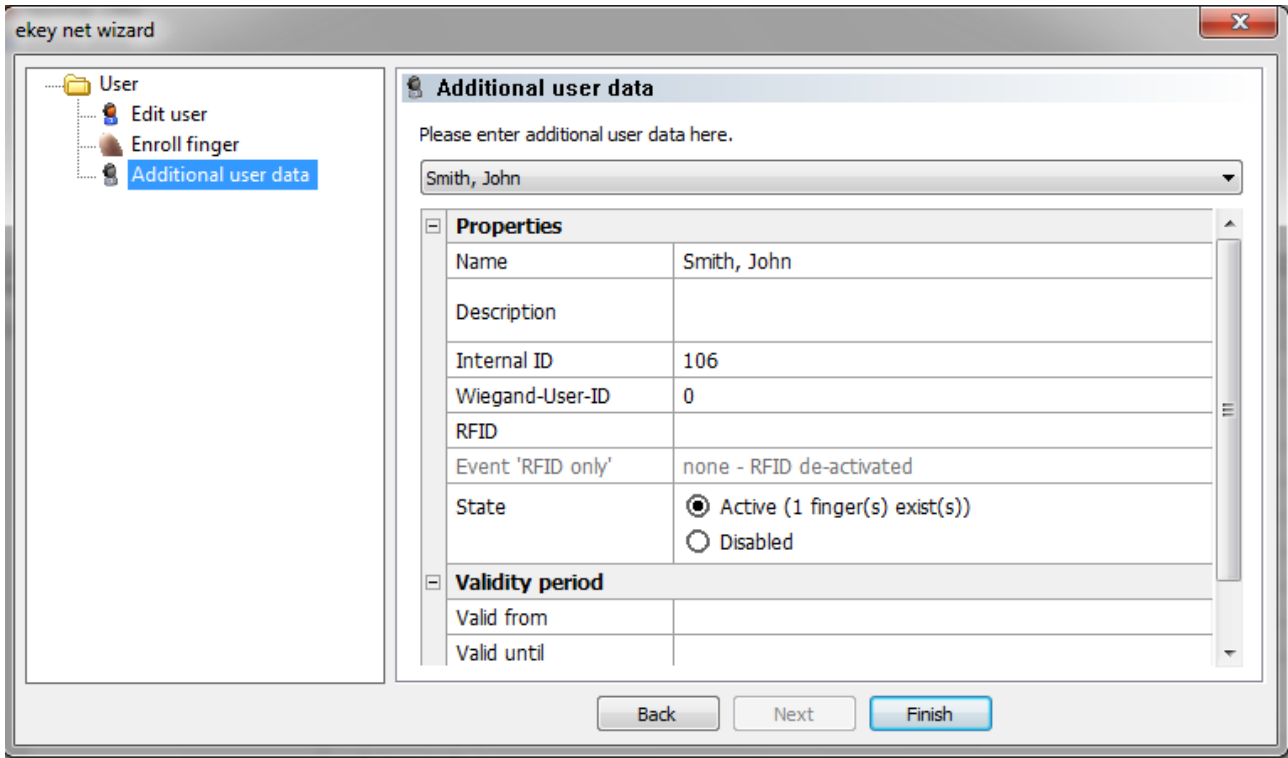 ekey net wizard
User
Edit user
Enroll finger
Additional user data
Additional user data
Please enter additional user data here.
Smith, John
Properties
Name Smith, John
Description
Internal ID 106
Wiegand-User-ID 0
RFID
Event 'RFID only' none - RFID de-activated
State Active (1 finger(s) exist(s))
Disabled
Validity period
Valid from
Valid until
Back Next Finish